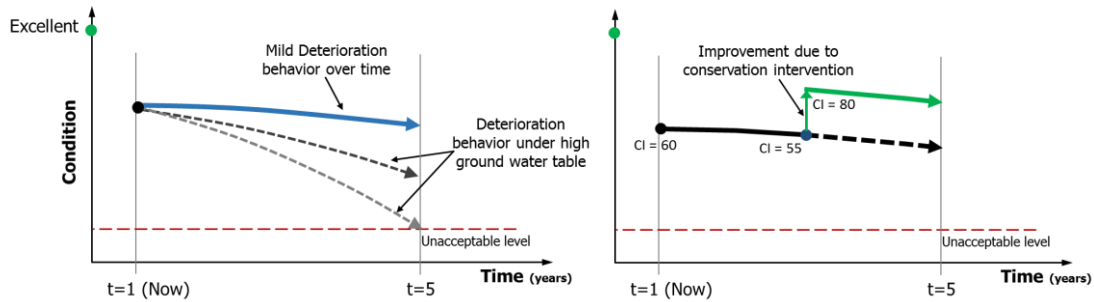 Excellent
Condition
Mild Deterioration
behavior over time
Deterioration
behavior under high
ground water table
Unacceptable level
Time (years)
t=1 (Now)
t=5
Improvement due to
conservation intervention
CI = 80
CI = 60
CI = 55
Unacceptable level
Time (years)
t=1 (Now)
t=5